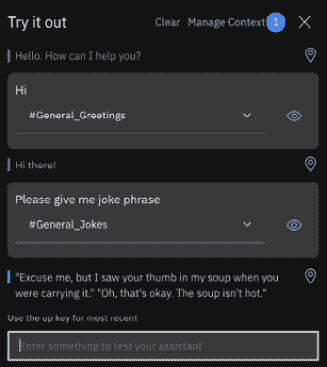 Try it out
Clear Manage Context 1
Hello. How can I help you?
Hi
#General_Greetings
Hi there!
Please give me joke phrase
#General_Jokes
"Excuse me, but I saw your thumb in my soup when you
were carrying it." "Oh, that's okay. The soup isn't hot."
Use the up key for most recent
Enter something to test your assistant